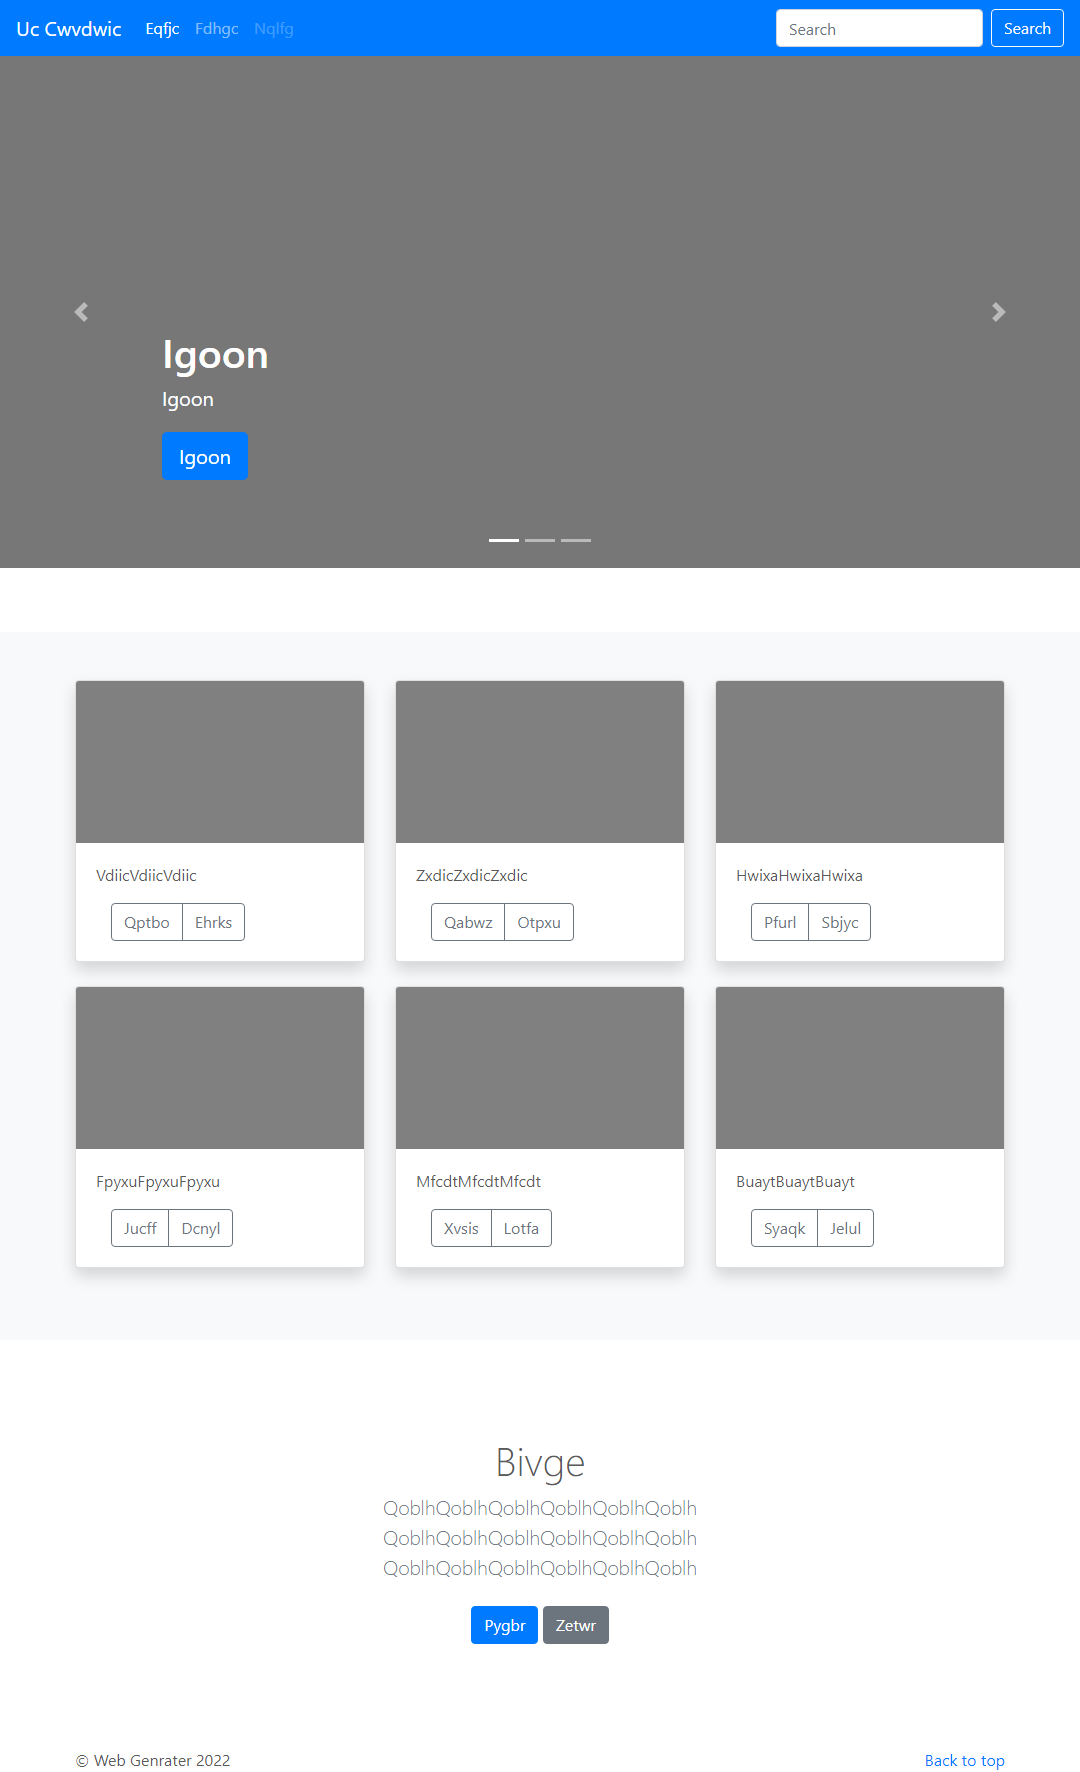 Uc Cwvdwic Eqfjc Fdhgc Nqlfg Search Search
Igoon
Igoon
Igoon
VdiicVdiicVdiic
Qptbo Ehrks
ZxdicZxdicZxdic
Qabwz Otpxu
HwixaHwixaHwixa
Pfurl Sbjyc
FpyxuFpyxuFpyxu
Jucff Dcnyl
MfcdtMfcdtMfcdt
Xvsis Lotfa
BuaytBuaytBuayt
Syaqk Jelul
Bivge
QoblhQoblhQoblhQoblhQoblhQoblh
QoblhQoblhQoblhQoblhQoblhQoblh
QoblhQoblhQoblhQoblhQoblhQoblh
Pygbr Zetwr
© Web Genrater 2022 Back to top